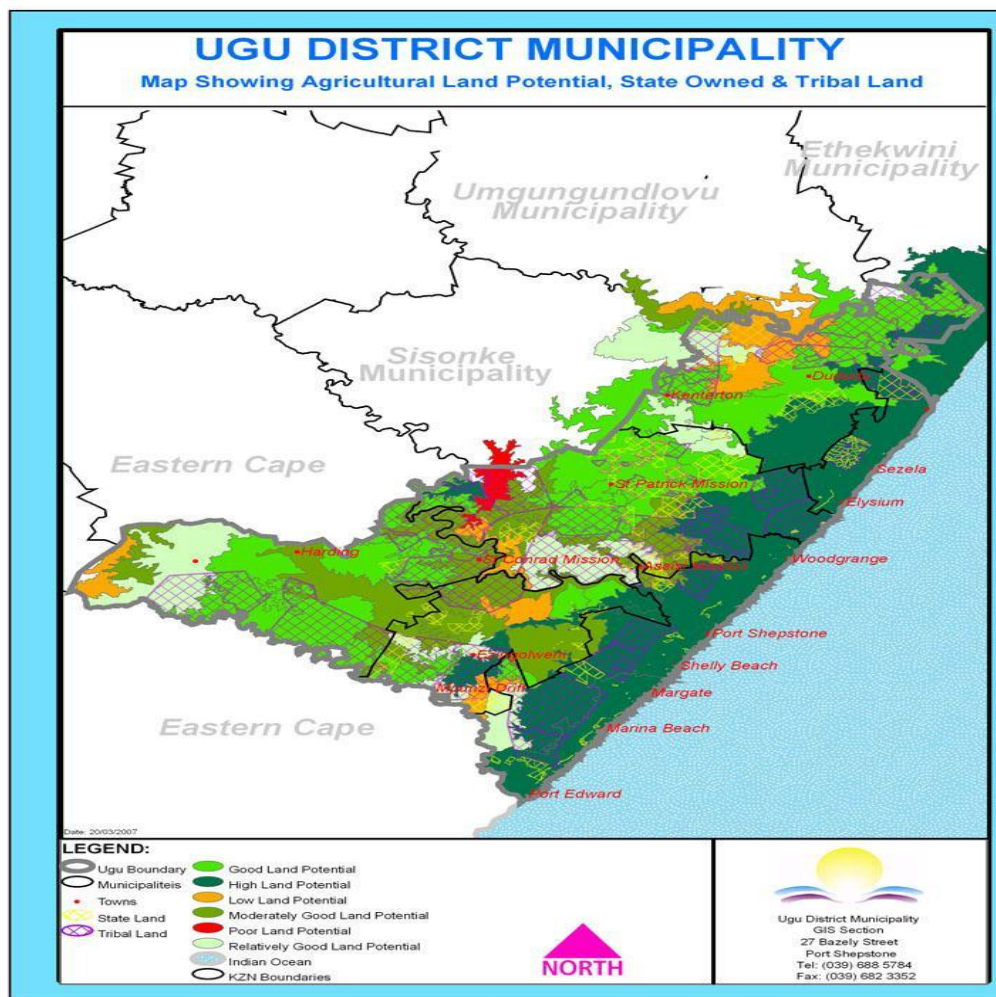 UGU DISTRICT MUNICIPALITY
Map Showing Agricultural Land Potential, State Owned & Tribal Land
Ethekwini
Municipality
Umgungundlovu
Municipality
Sisonke
Municipality
Eastern Cape
Kenterton
Sezela
St Patrick Mission
Elysium
Harding
St Conrad Mission
Woodgrange
Port Shepstone
Shelly Beach
Margate
Marina Beach
Eastern Cape
Port Edward
Date: 20/03/2007
LEGEND:
Ugu Boundary
Municipaliteis
Towns
State Land
Tribal Land
Good Land Potential
High Land Potential
Low Land Potential
Moderately Good Land Potential
Poor Land Potential
Relatively Good Land Potential
Indian Ocean
KZN Boundaries
NORTH
Ugu District Municipality
GIS Section
27 Bazely Street
Port Shepstone
Tel: (039) 688 5784
Fax: (039) 682 3352